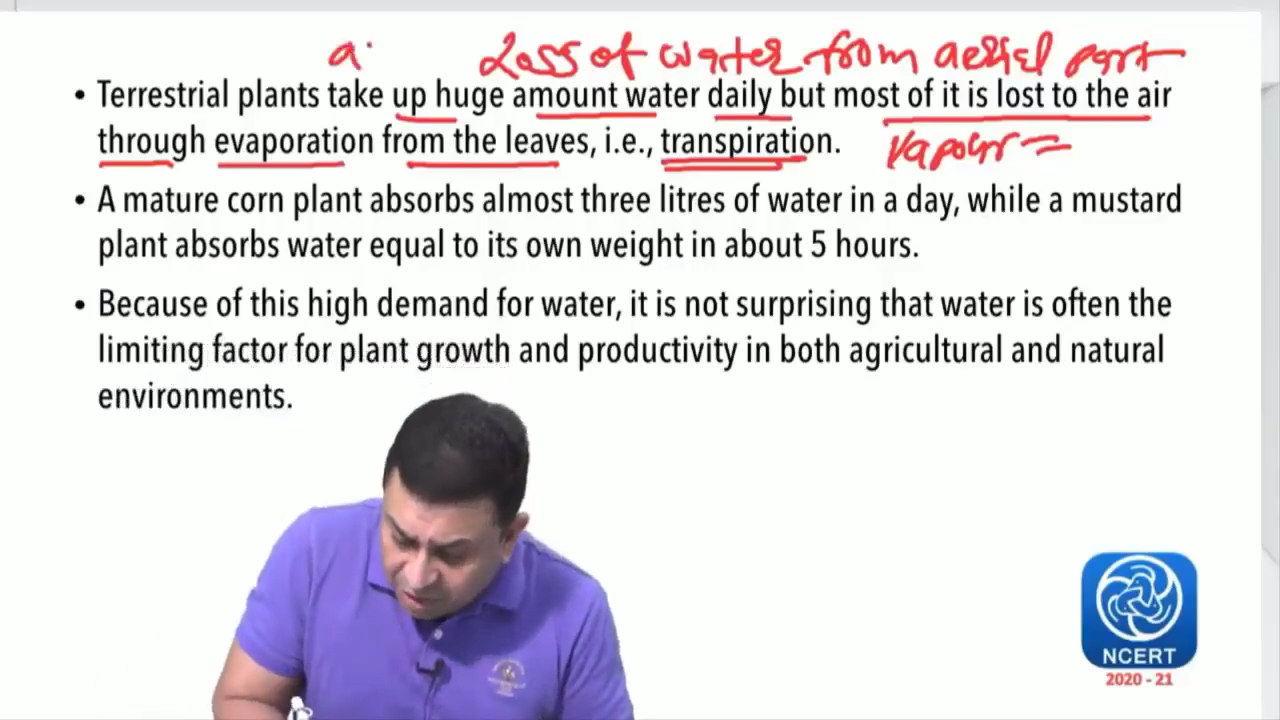 a
Loss of water from aerial part
• Terrestrial plants take up huge amount water daily but most of it is lost to the air
through evaporation from the leaves, i.e., transpiration.
vapour =
• A mature corn plant absorbs almost three litres of water in a day, while a mustard
plant absorbs water equal to its own weight in about 5 hours.
• Because of this high demand for water, it is not surprising that water is often the
limiting factor for plant growth and productivity in both agricultural and natural
environments.
NCERT
2020 - 21